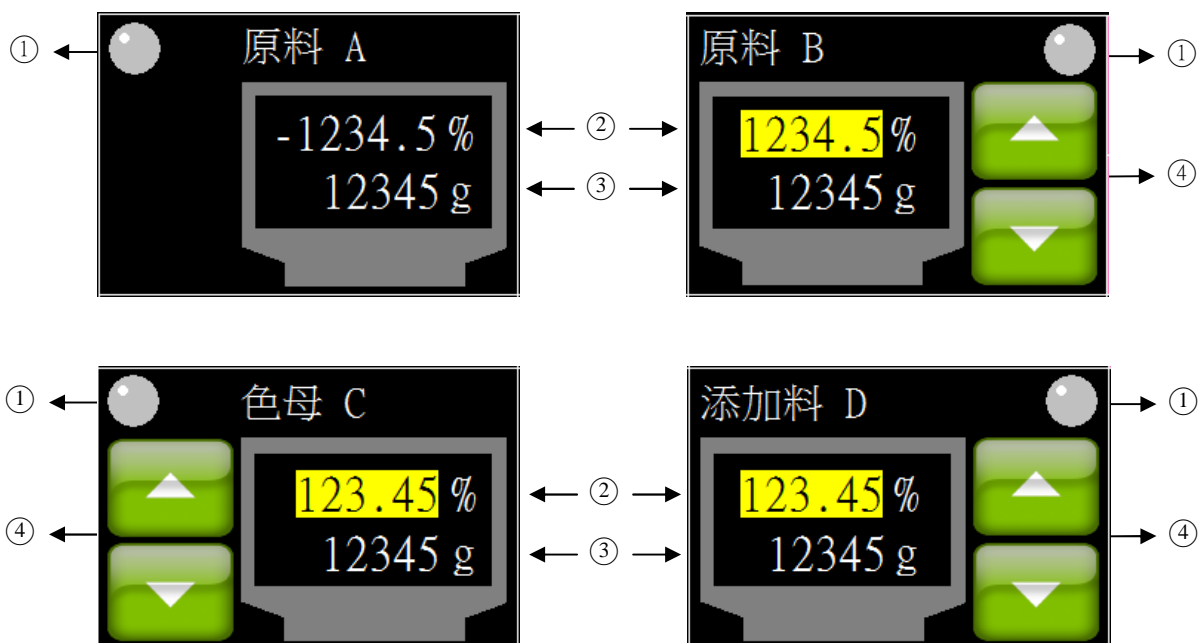 ① 原料 A 原料 B ①
-1234.5 % ② 1234.5 %
12345 g ③ 12345 g ④
① 色母 C 添加料 D ①
123.45 % ② 123.45 %
④ 12345 g ③ 12345 g ④